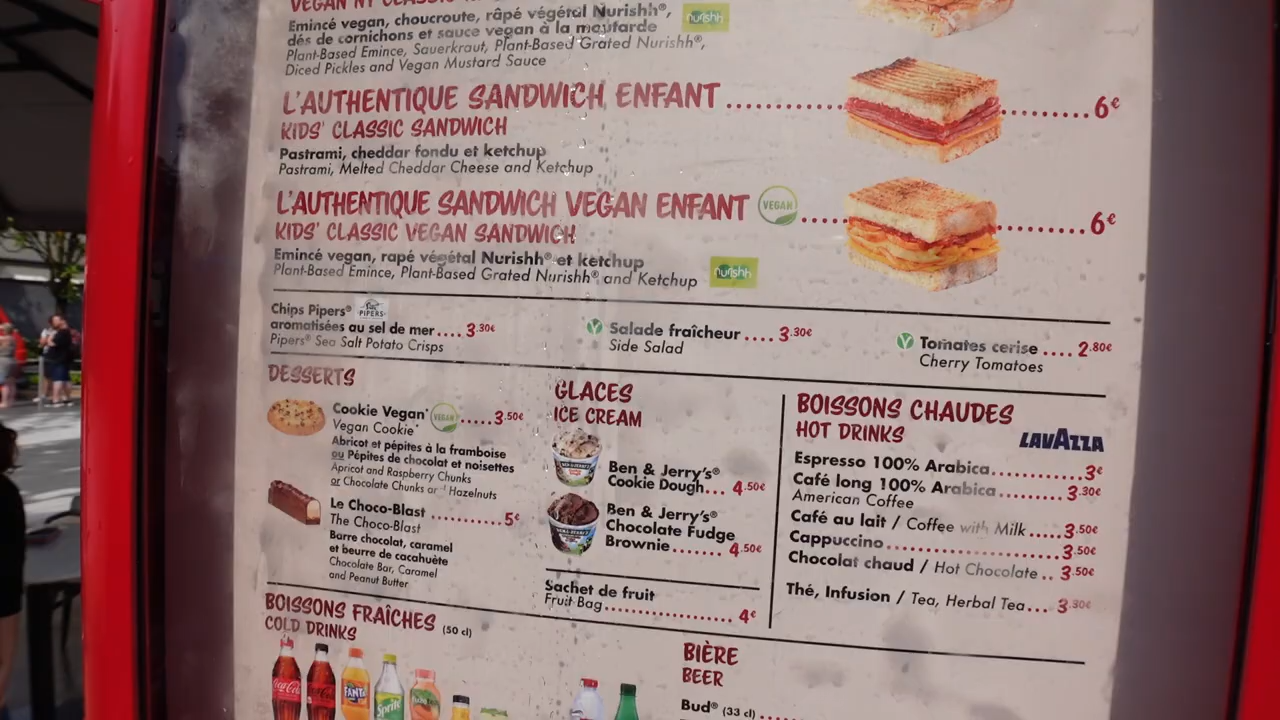 VEGAN NY CLASSIC
Emincé vegan, choucroute, râpé végétal Nurishh®,
nurishh
dés de cornichons et sauce vegan à la moutarde
Plant-Based Emince, Sauerkraut, Plant-Based Grated Nurishh®,
Diced Pickles and Vegan Mustard Sauce
L'AUTHENTIQUE SANDWICH ENFANT ........ 6€
KIDS' CLASSIC SANDWICH
Pastrami, cheddar fondu et ketchup
Pastrami, Melted Cheddar Cheese and Ketchup
L'AUTHENTIQUE SANDWICH VEGAN ENFANT VEGAN ........ 6€
KIDS' CLASSIC VEGAN SANDWICH
Emincé vegan, rapé végétal Nurishh® et ketchup
Plant-Based Emince, Plant-Based Grated Nurishh® and Ketchup
nurishh
Chips Pipers® PIPERS
aromatisées au sel de mer.... 3.30€
Pipers® Sea Salt Potato Crisps
Salade fraîcheur .... 3.30€
Side Salad
Tomates cerise .... 2.80€
Cherry Tomatoes
DESSERTS
Cookie Vegan* VEGAN ..... 3.50€
Vegan Cookie*
Abricot et pépites à la framboise
ou Pépites de chocolat et noisettes
Apricot and Raspberry Chunks
or Chocolate Chunks and Hazelnuts
Le Choco-Blast .......... 5€
The Choco-Blast
Barre chocolat, caramel
et beurre de cacahuète
Chocolate Bar, Caramel
and Peanut Butter
GLACES
ICE CREAM
Ben & Jerry's®
Cookie Dough... 4.50€
Ben & Jerry's®
Chocolate Fudge
Brownie....... 4.50€
Sachet de fruit
Fruit Bag.................. 4€
BOISSONS CHAUDES
HOT DRINKS
LAVAZZA
Espresso 100% Arabica............... 3€
Café long 100% Arabica............ 3.30€
American Coffee
Café au lait / Coffee with Milk..... 3.50€
Cappuccino............................ 3.50€
Chocolat chaud / Hot Chocolate.. 3.50€
Thé, Infusion / Tea, Herbal Tea... 3.30€
BOISSONS FRAÎCHES
COLD DRINKS (50 cl)
Coca-Cola
Coca-Cola
FANTA
Sprite
BIÈRE
BEER
Bud® (33 cl) ....